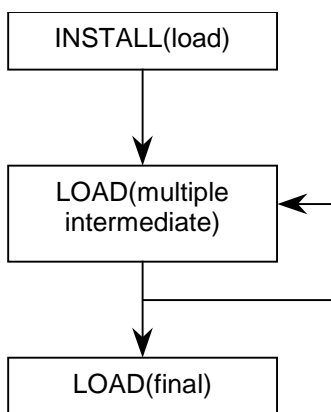 INSTALL(load)
LOAD(multiple
intermediate)
LOAD(final)